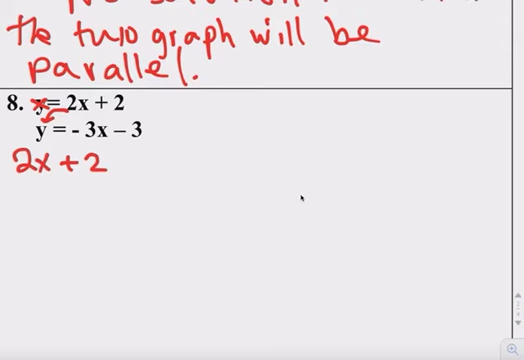 the two graph will be
parallel.
8. y = 2x + 2
y = - 3x – 3
2x + 2